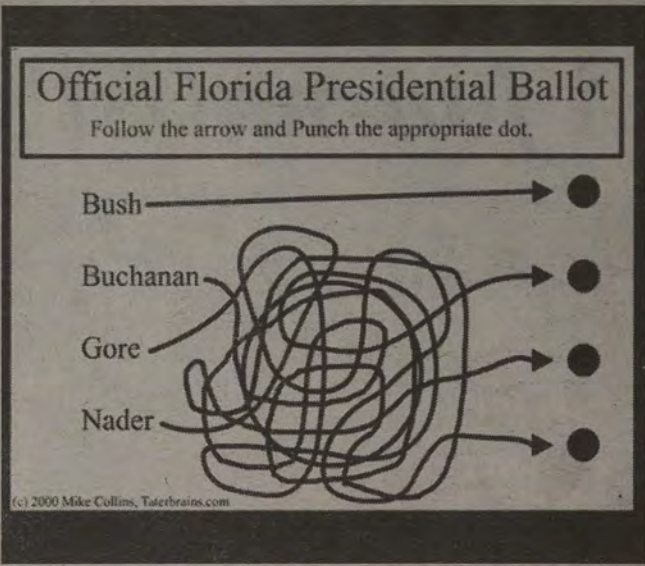 Official Florida Presidential Ballot
Follow the arrow and Punch the appropriate dot.
Bush
Buchanan
Gore
Nader
(c) 2000 Mike Collins, Taterbrains.com